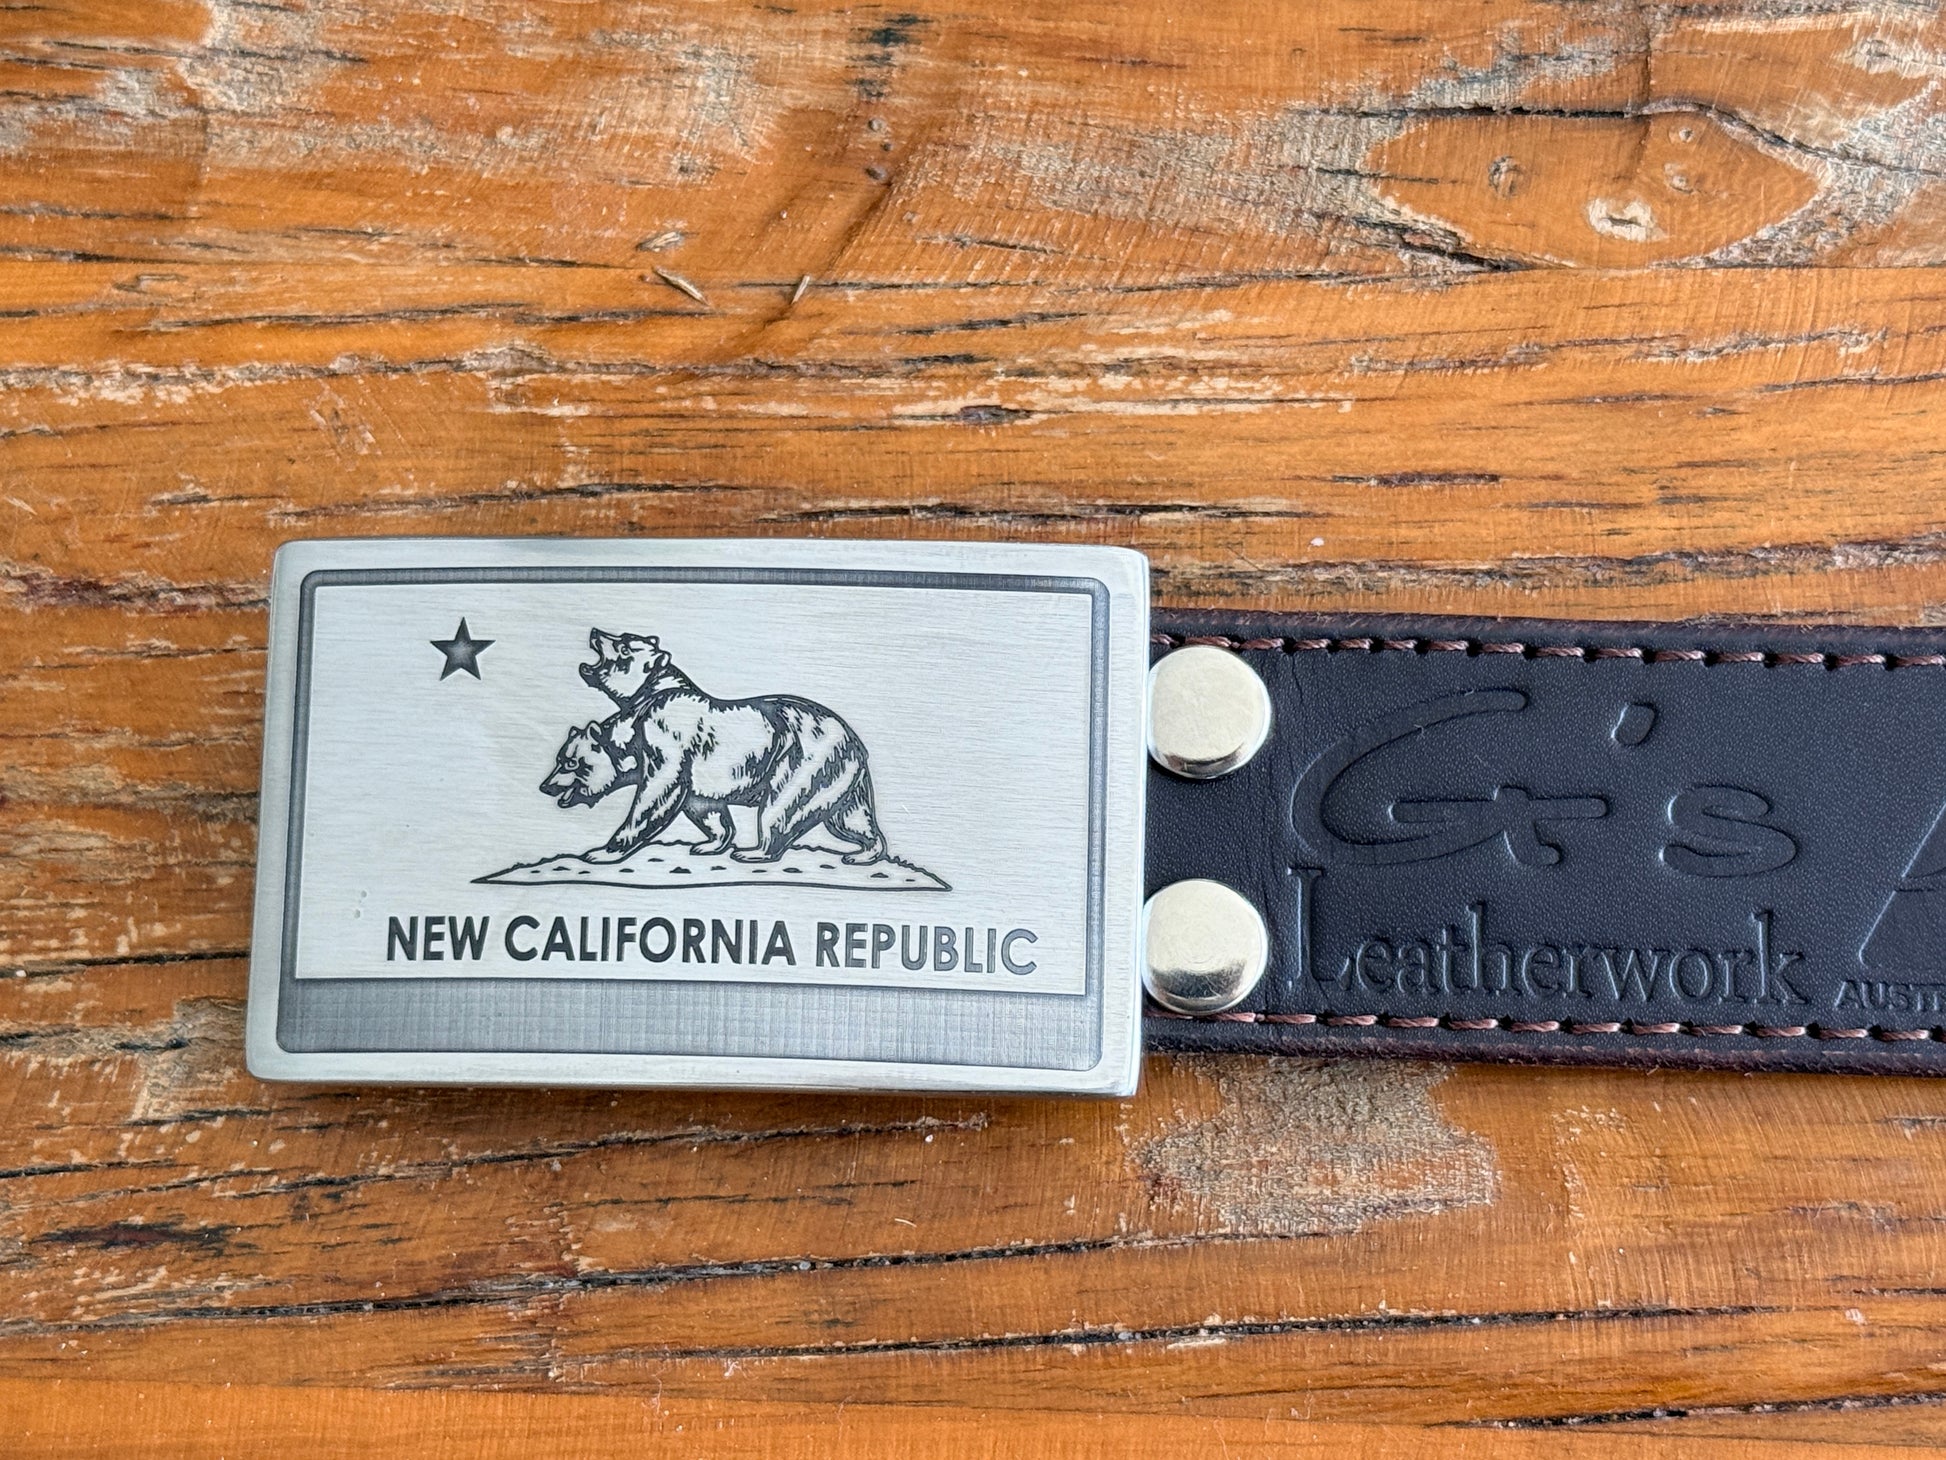 NEW CALIFORNIA REPUBLIC
G's
Leatherwork